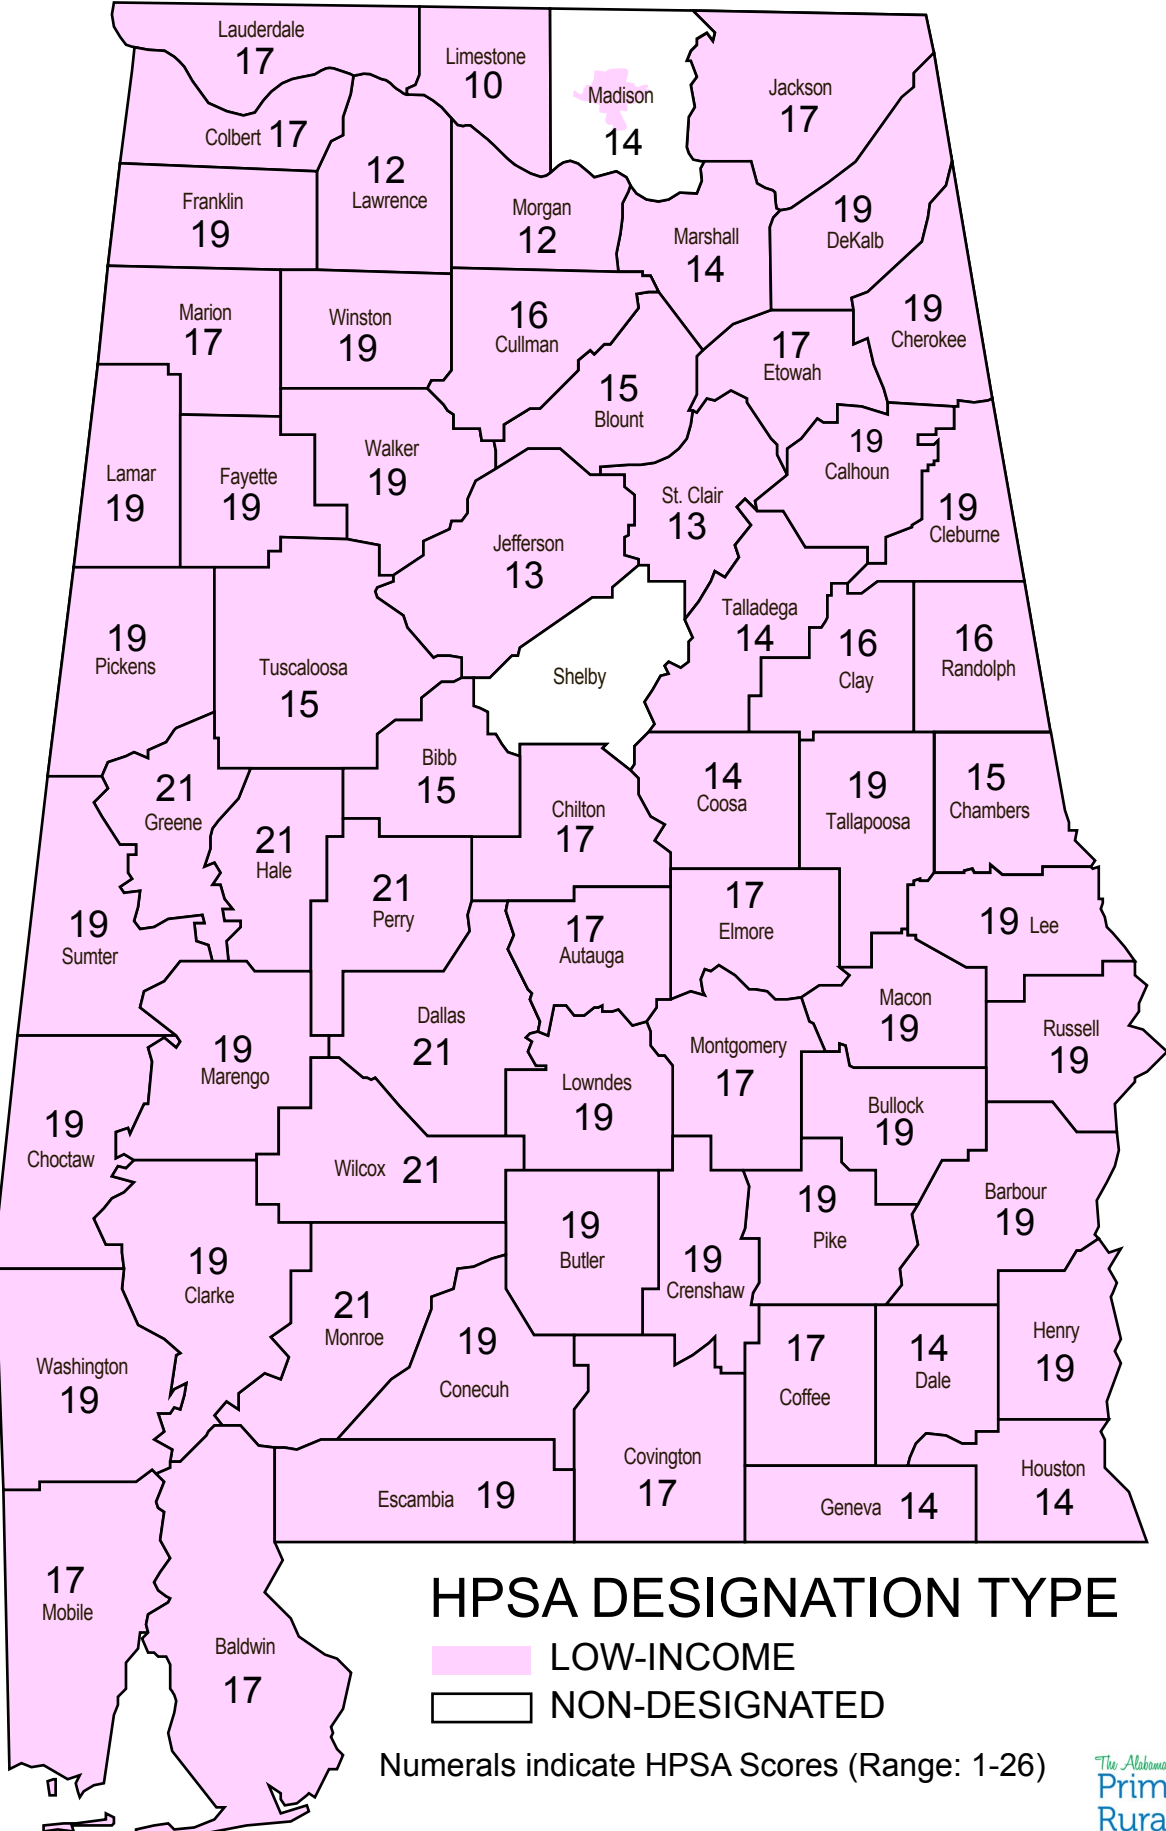 Lauderdale
17
Limestone
10
Madison
14
Jackson
17
Colbert 17
12
Lawrence
Franklin
19
Morgan
12
Marshall
14
19
DeKalb
Marion
17
Winston
19
16
Cullman
19
Cherokee
17
Etowah
15
Blount
Lamar
19
Fayette
19
Walker
19
19
Calhoun
St. Clair
13
19
Cleburne
Jefferson
13
19
Pickens
Tuscaloosa
15
Shelby
Talladega
14
16
Clay
16
Randolph
21
Greene
21
Hale
Bibb
15
Chilton
17
14
Coosa
19
Tallapoosa
15
Chambers
19
Sumter
21
Perry
17
Autauga
17
Elmore
19 Lee
Dallas
21
Macon
19
Russell
19
19
Marengo
Montgomery
17
Lowndes
19
Bullock
19
19
Choctaw
Wilcox 21
19
Pike
Barbour
19
19
Clarke
19
Butler
19
Crenshaw
21
Monroe
19
Conecuh
17
Coffee
14
Dale
Henry
19
Washington
19
Covington
17
Escambia 19
Geneva 14
Houston
14
17
Mobile
Baldwin
17
HPSA DESIGNATION TYPE
LOW-INCOME
NON-DESIGNATED
Numerals indicate HPSA Scores (Range: 1-26)
The Alabama
Prim
Rura